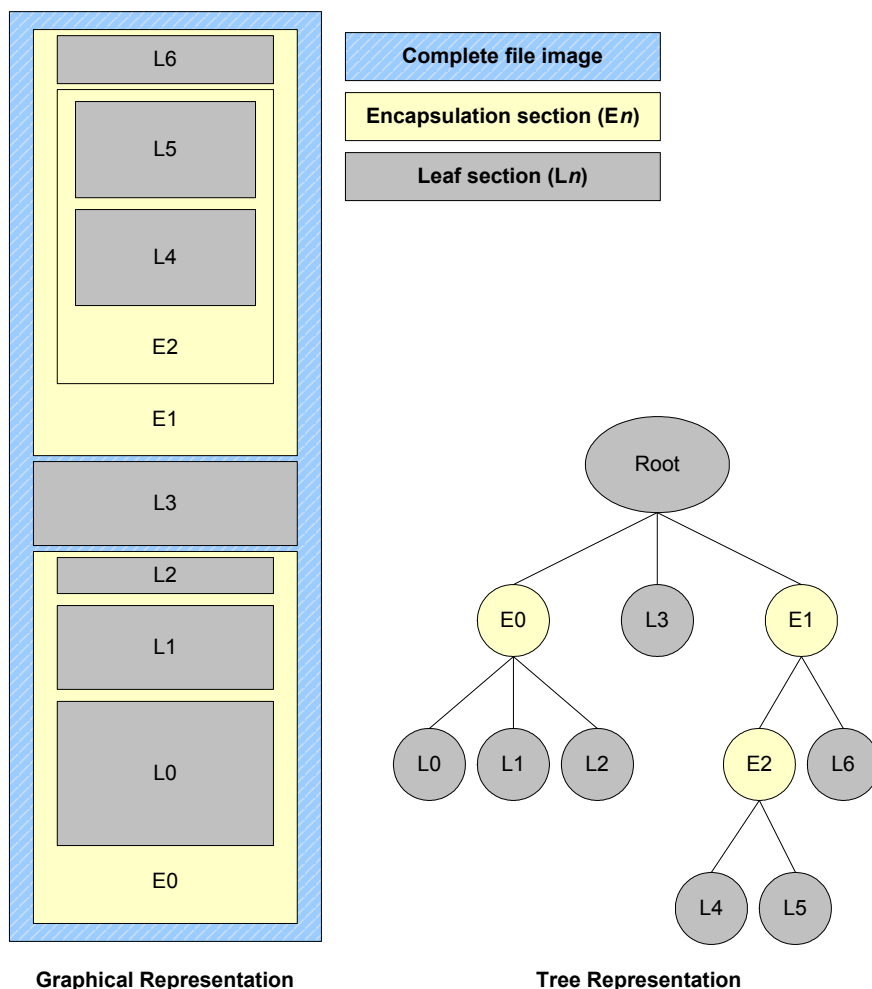 L6
L5
L4
E2
E1
L3
L2
L1
L0
E0
Complete file image
Encapsulation section (En)
Leaf section (Ln)
Root
E0
L3
E1
L0
L1
L2
E2
L6
L4
L5
Graphical Representation
Tree Representation